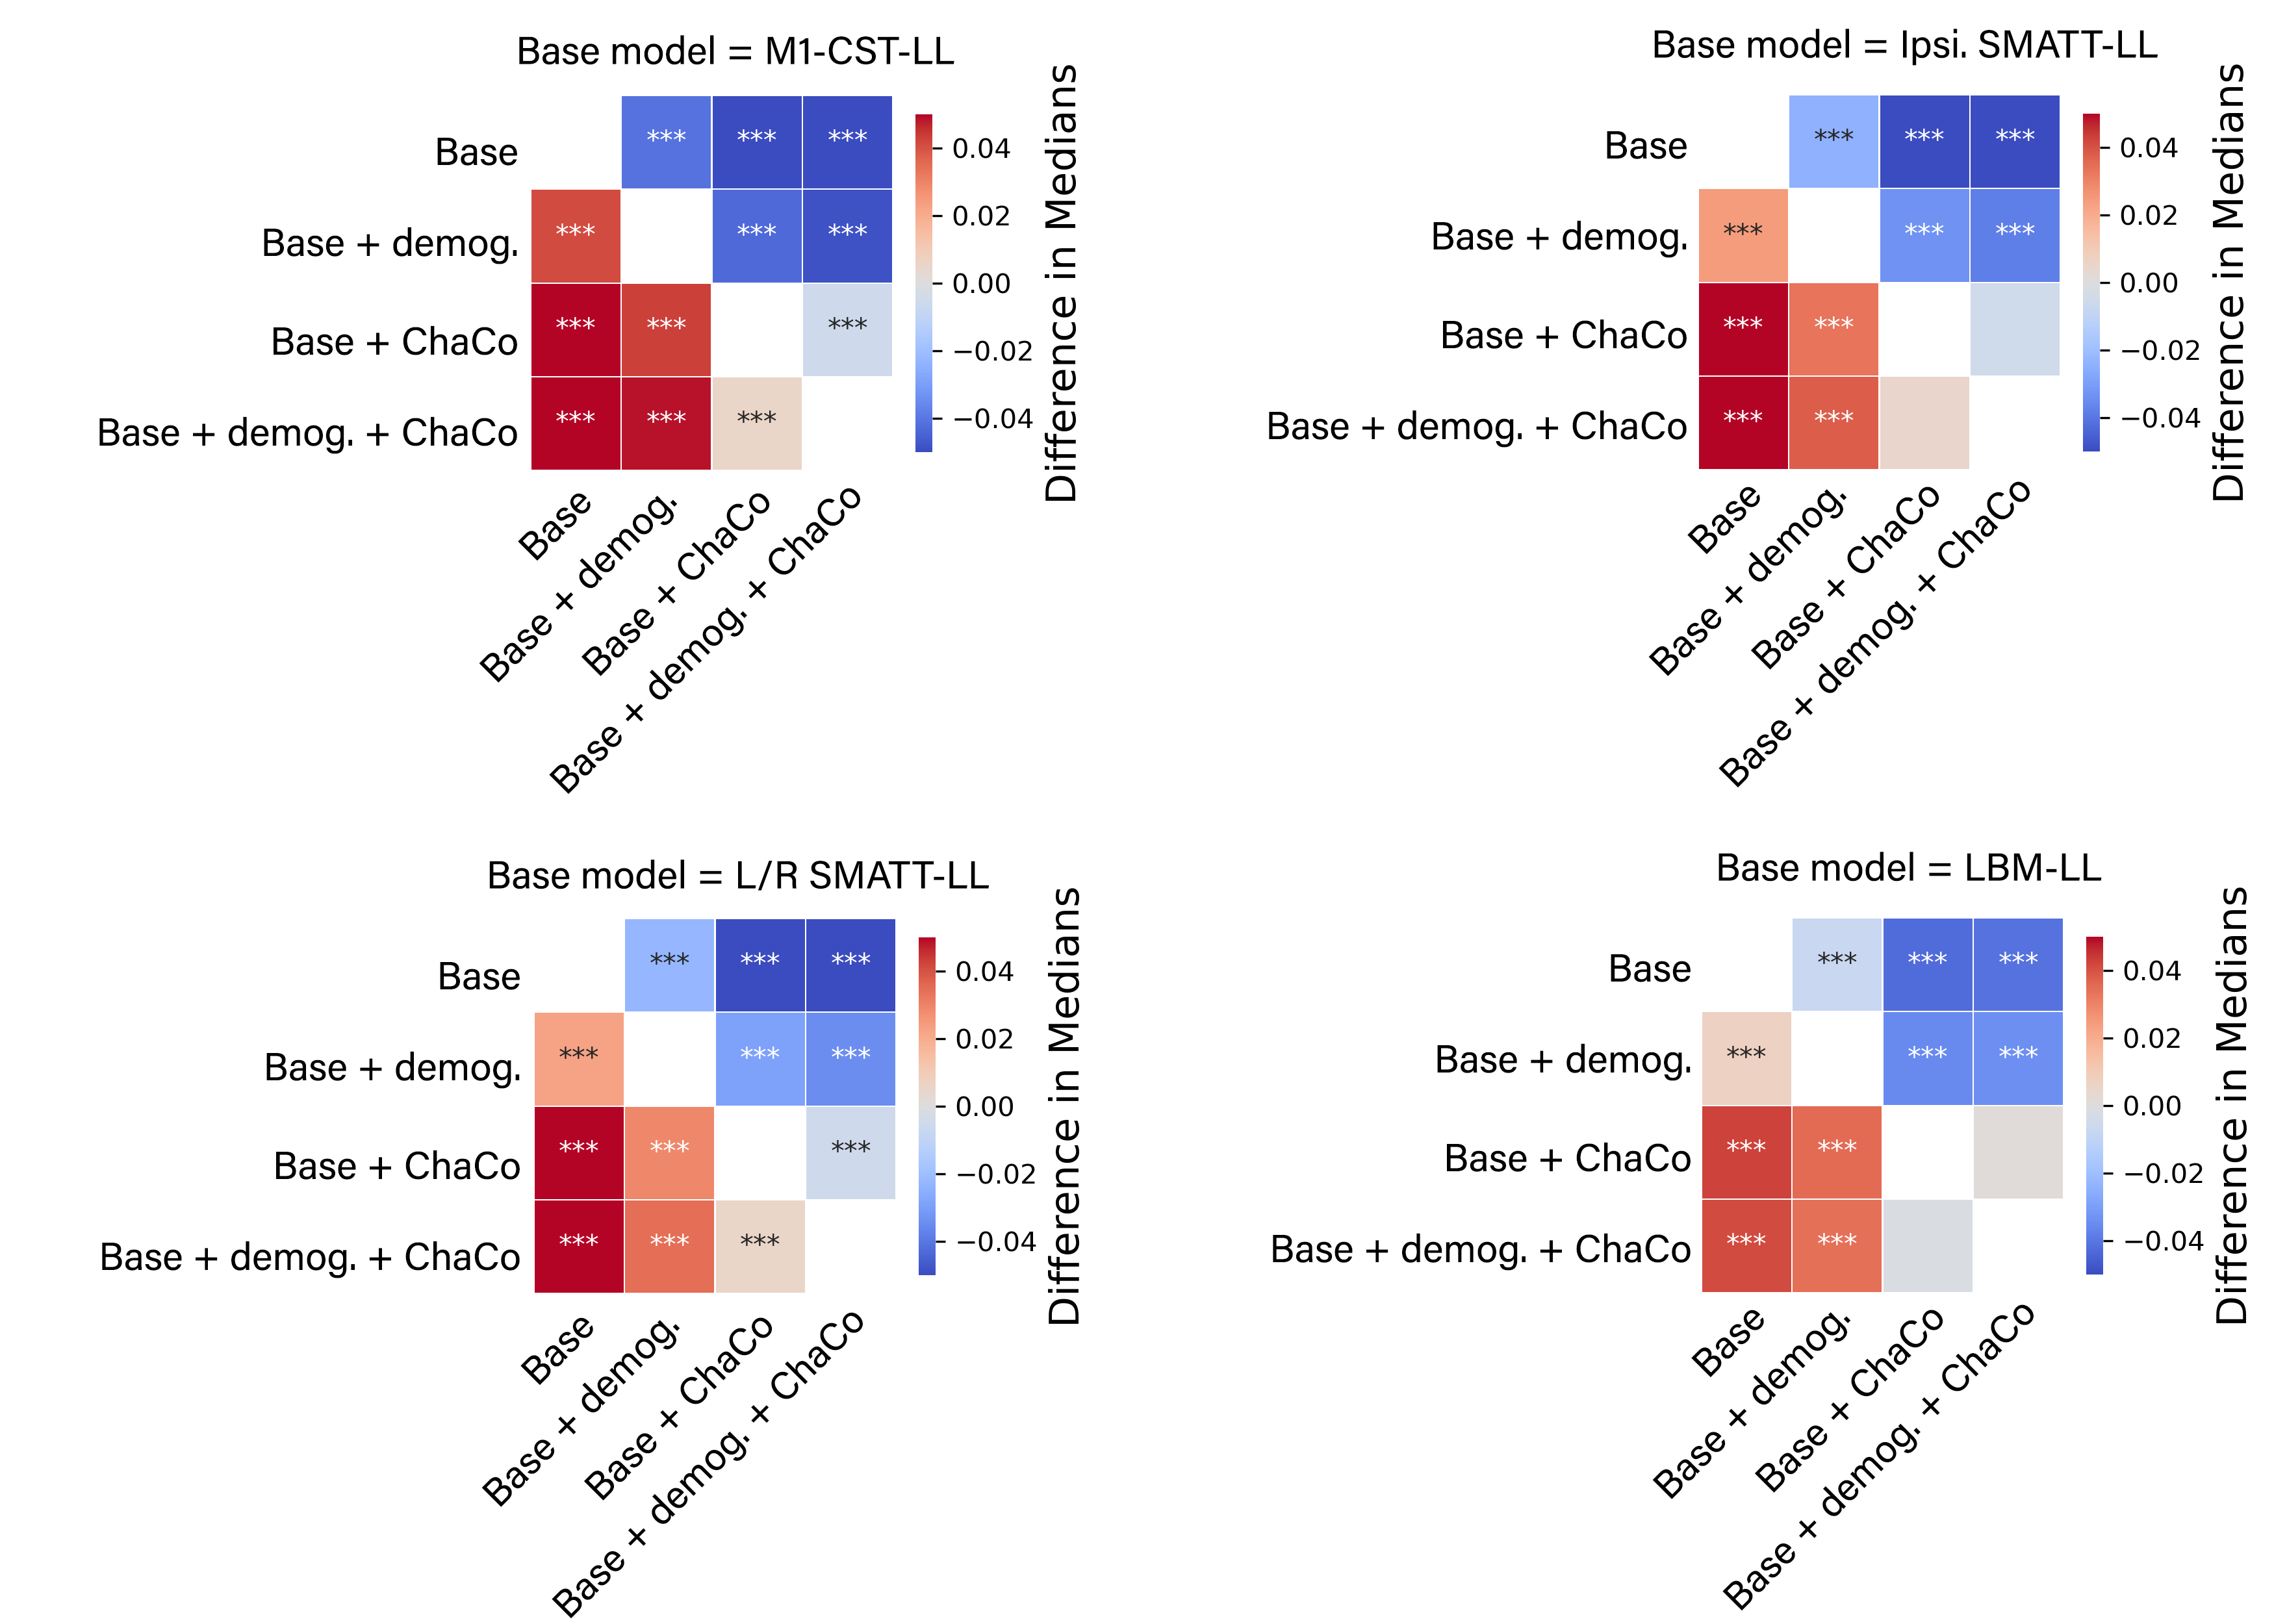 Base model = M1-CST-LL
Base
Base + demog.
Base + ChaCo
Base + demog. + ChaCo
*** *** ***
*** *** ***
*** *** ***
*** *** ***
Base
Base + demog.
Base + ChaCo
Base + demog. + ChaCo
0.04
0.02
0.00
−0.02
−0.04
Difference in Medians
Base model = Ipsi. SMATT-LL
Base
Base + demog.
Base + ChaCo
Base + demog. + ChaCo
*** *** ***
*** *** ***
*** ***
*** ***
Base
Base + demog.
Base + ChaCo
Base + demog. + ChaCo
0.04
0.02
0.00
−0.02
−0.04
Difference in Medians
Base model = L/R SMATT-LL
Base
Base + demog.
Base + ChaCo
Base + demog. + ChaCo
*** *** ***
*** *** ***
*** *** ***
*** *** ***
Base
Base + demog.
Base + ChaCo
Base + demog. + ChaCo
0.04
0.02
0.00
−0.02
−0.04
Difference in Medians
Base model = LBM-LL
Base
Base + demog.
Base + ChaCo
Base + demog. + ChaCo
*** *** ***
*** *** ***
*** ***
*** ***
Base
Base + demog.
Base + ChaCo
Base + demog. + ChaCo
0.04
0.02
0.00
−0.02
−0.04
Difference in Medians